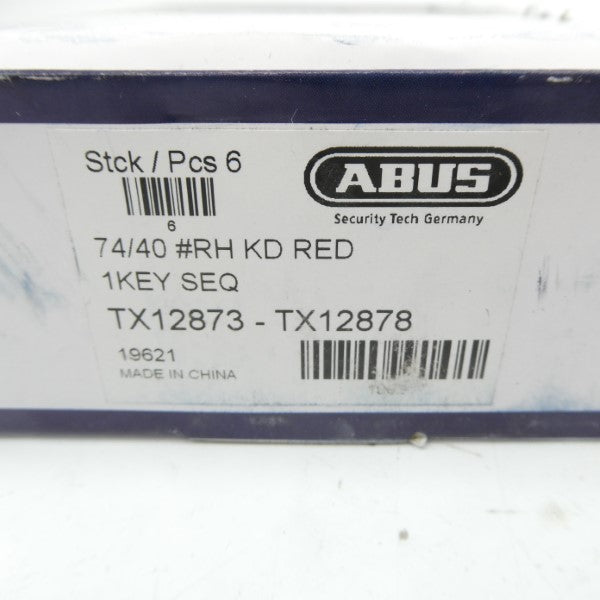 Stck / Pcs 6
6
ABUS
Security Tech Germany
74/40 #RH KD RED
1KEY SEQ
TX12873 - TX12878
19621
MADE IN CHINA